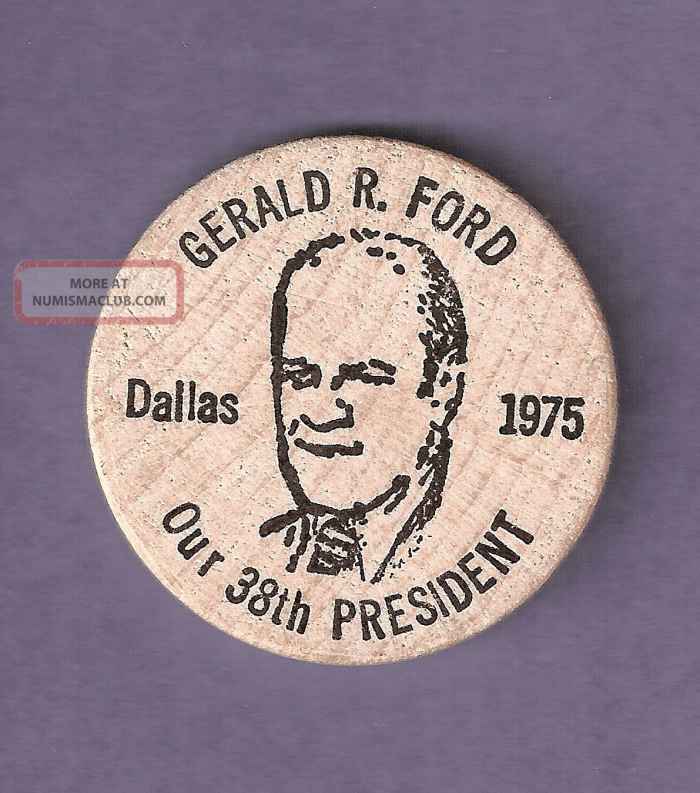 GERALD R. FORD
MORE AT
NUMISMACLUB.COM
Dallas
1975
Our 38th PRESIDENT